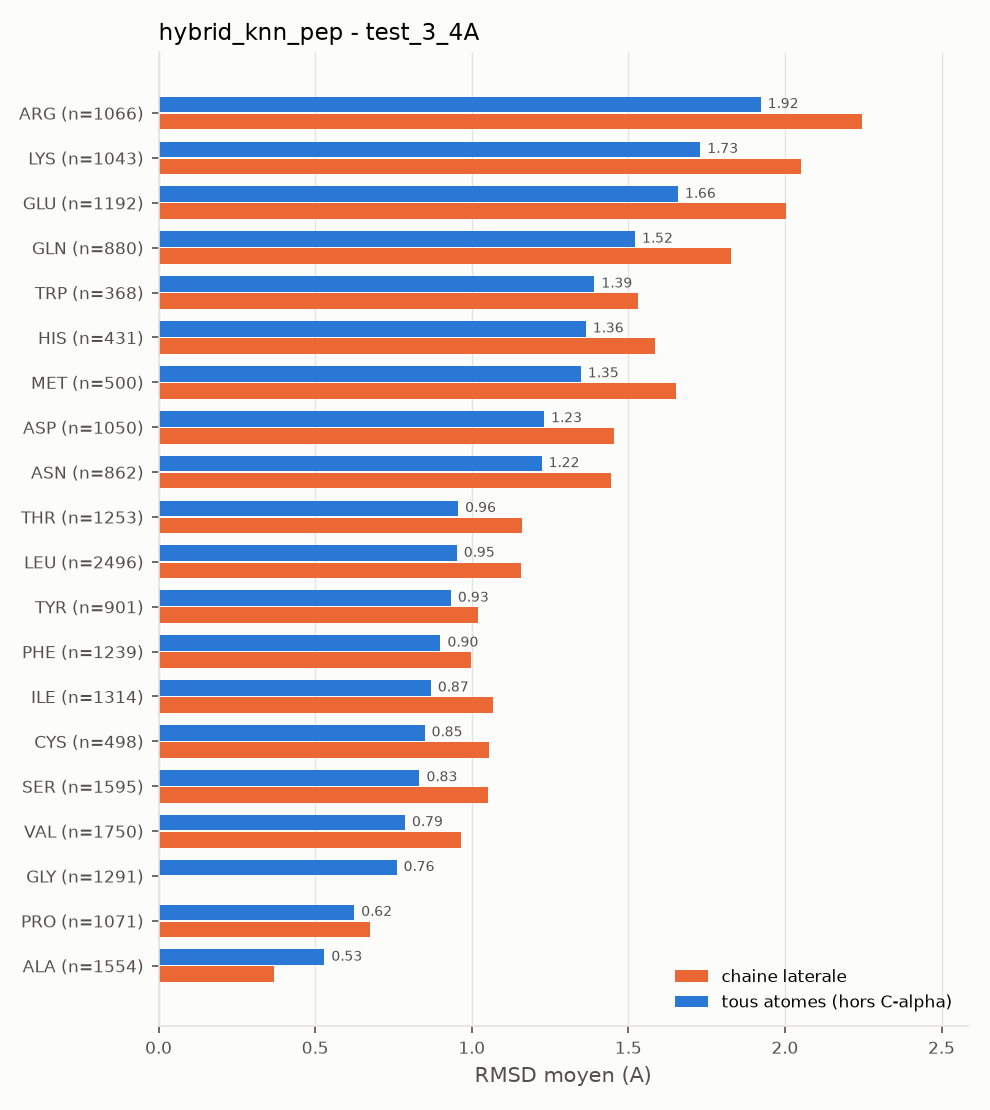 hybrid_knn_pep - test_3_4A
ARG (n=1066)
1.92
LYS (n=1043)
1.73
GLU (n=1192)
1.66
GLN (n=880)
1.52
TRP (n=368)
1.39
HIS (n=431)
1.36
MET (n=500)
1.35
ASP (n=1050)
1.23
ASN (n=862)
1.22
THR (n=1253)
0.96
LEU (n=2496)
0.95
TYR (n=901)
0.93
PHE (n=1239)
0.90
ILE (n=1314)
0.87
CYS (n=498)
0.85
SER (n=1595)
0.83
VAL (n=1750)
0.79
GLY (n=1291)
0.76
PRO (n=1071)
0.62
ALA (n=1554)
0.53
chaine laterale
tous atomes (hors C-alpha)
0.0 0.5 1.0 1.5 2.0 2.5
RMSD moyen (A)